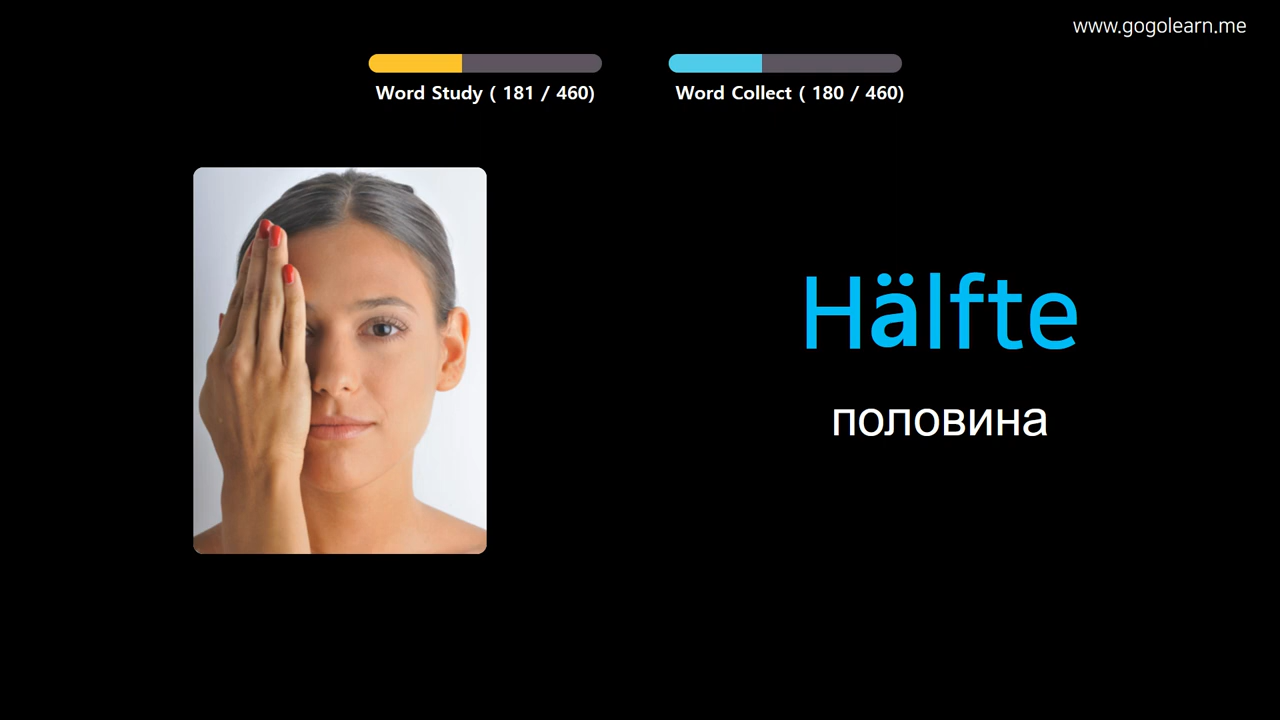 www.gogolearn.me
Word Study ( 181 / 460)
Word Collect ( 180 / 460)
Hälfte
половина